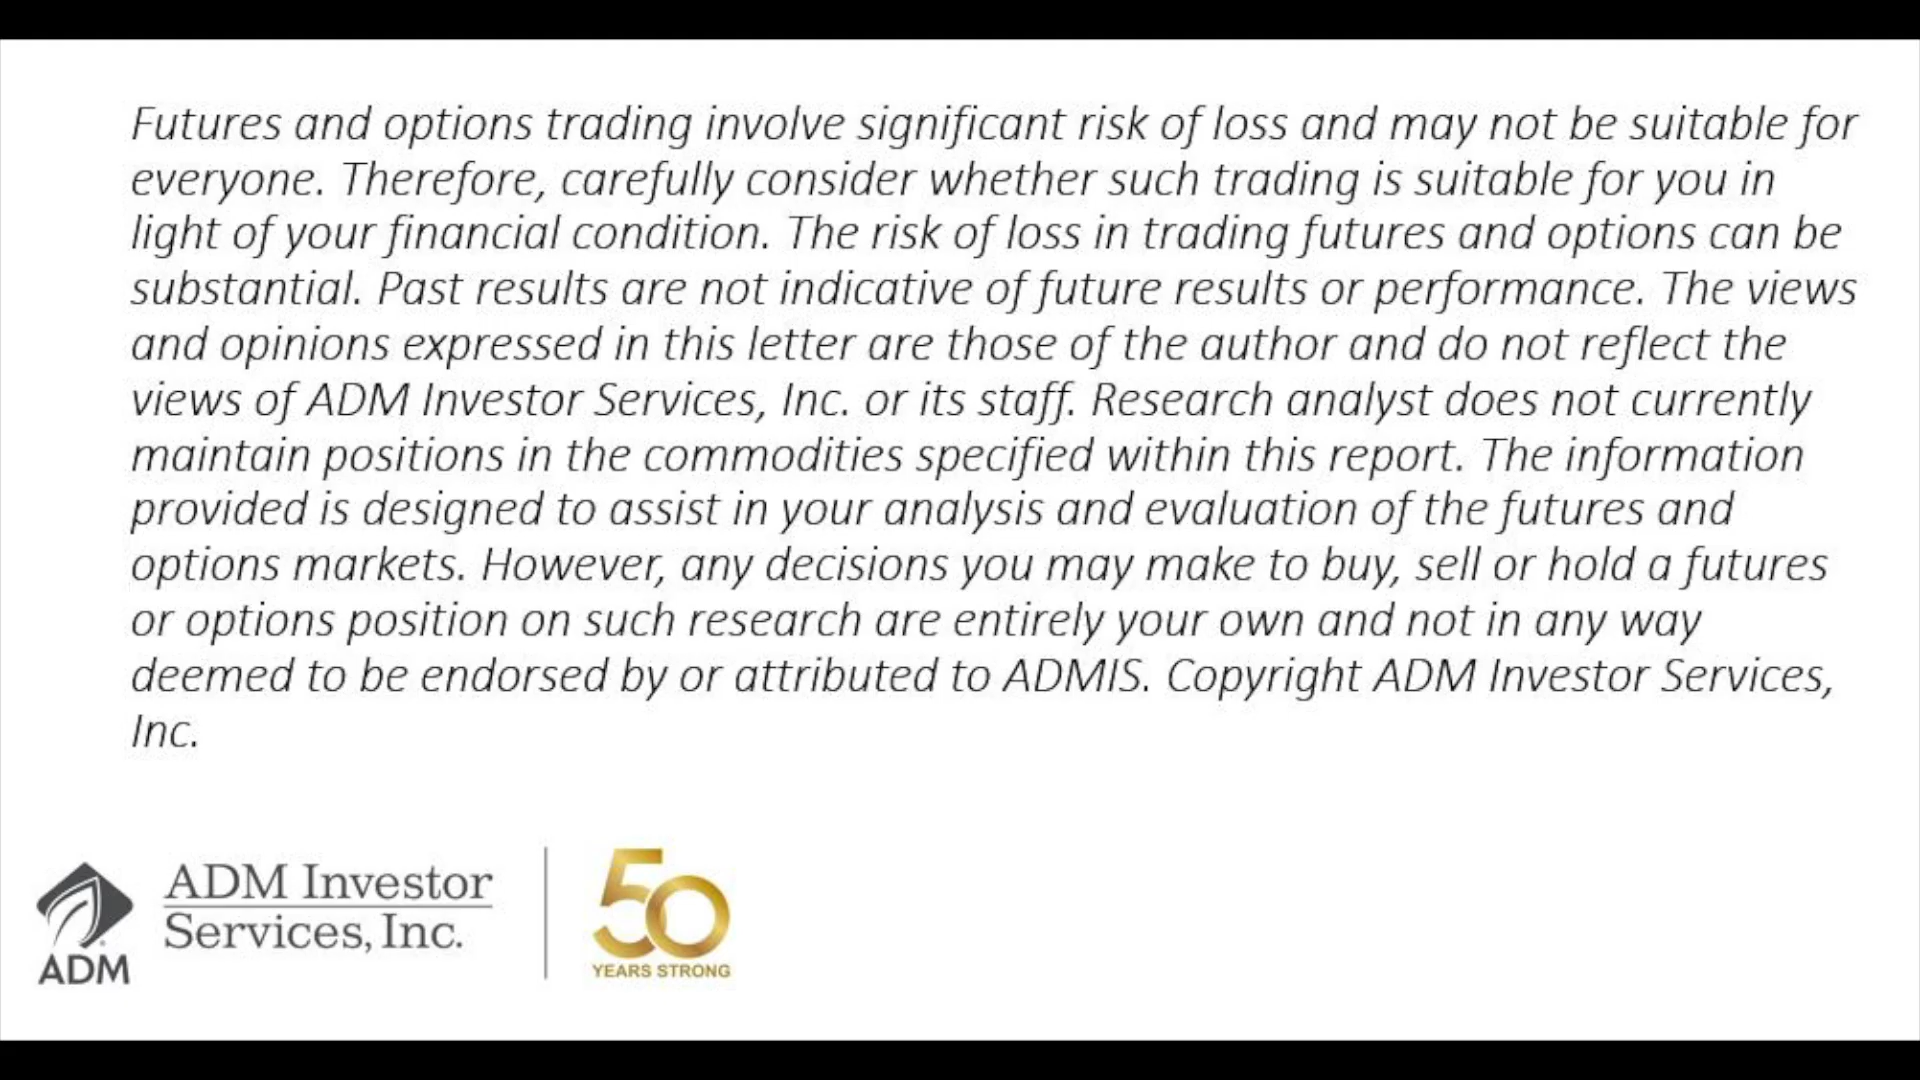 Futures and options trading involve significant risk of loss and may not be suitable for
everyone. Therefore, carefully consider whether such trading is suitable for you in
light of your financial condition. The risk of loss in trading futures and options can be
substantial. Past results are not indicative of future results or performance. The views
and opinions expressed in this letter are those of the author and do not reflect the
views of ADM Investor Services, Inc. or its staff. Research analyst does not currently
maintain positions in the commodities specified within this report. The information
provided is designed to assist in your analysis and evaluation of the futures and
options markets. However, any decisions you may make to buy, sell or hold a futures
or options position on such research are entirely your own and not in any way
deemed to be endorsed by or attributed to ADMIS. Copyright ADM Investor Services,
Inc.
ADM
ADM Investor
Services, Inc.
50
YEARS STRONG